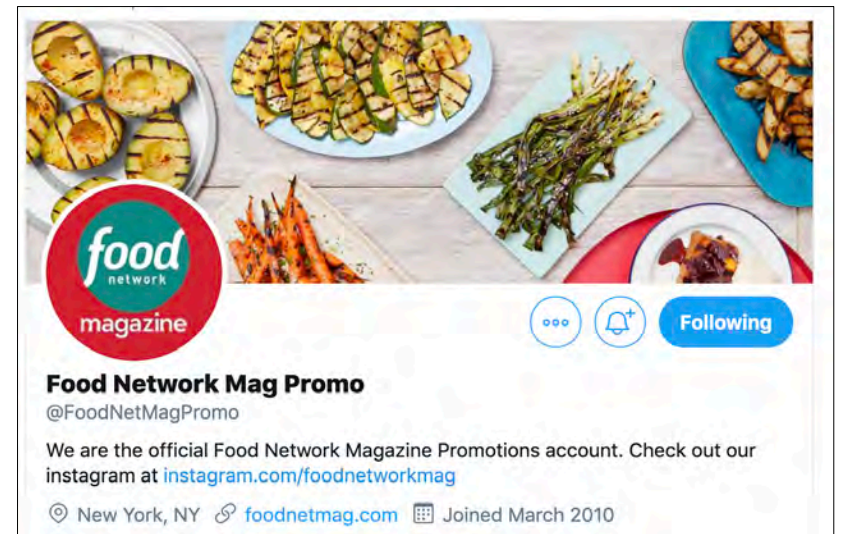 food
network
magazine
Following
Food Network Mag Promo
@FoodNetMagPromo
We are the official Food Network Magazine Promotions account. Check out our
instagram at instagram.com/foodnetworkmag
New York, NY foodnetmag.com Joined March 2010